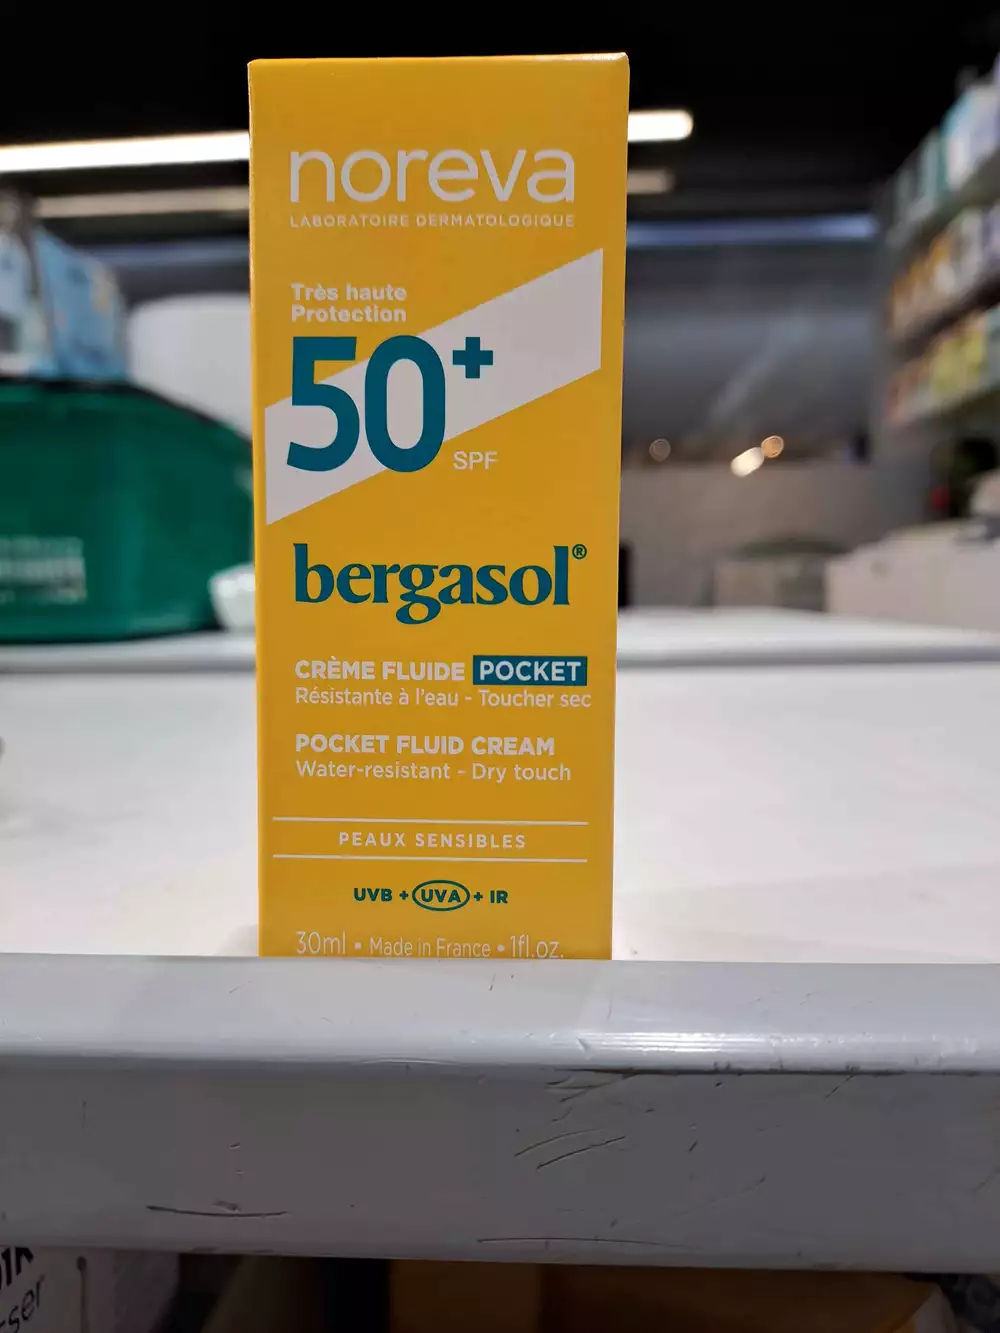 noreva
LABORATOIRE DERMATOLOGIQUE
Très haute
Protection
50+
SPF
bergasol®
CRÈME FLUIDE POCKET
Résistante à l'eau - Toucher sec
POCKET FLUID CREAM
Water-resistant - Dry touch
PEAUX SENSIBLES
UVB + UVA + IR
30ml • Made in France • 1fl.oz.